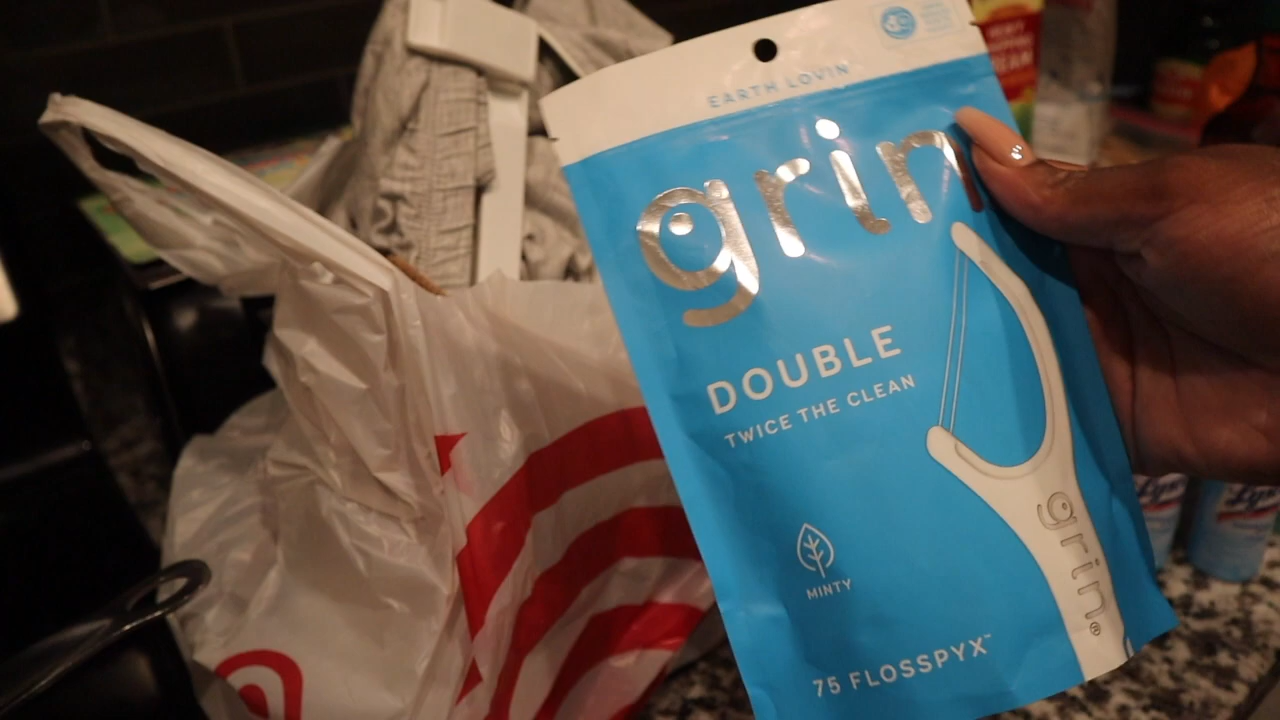 EARTH LOVIN
grin
DOUBLE
TWICE THE CLEAN
MINTY
75 FLOSSPYX™
grin®